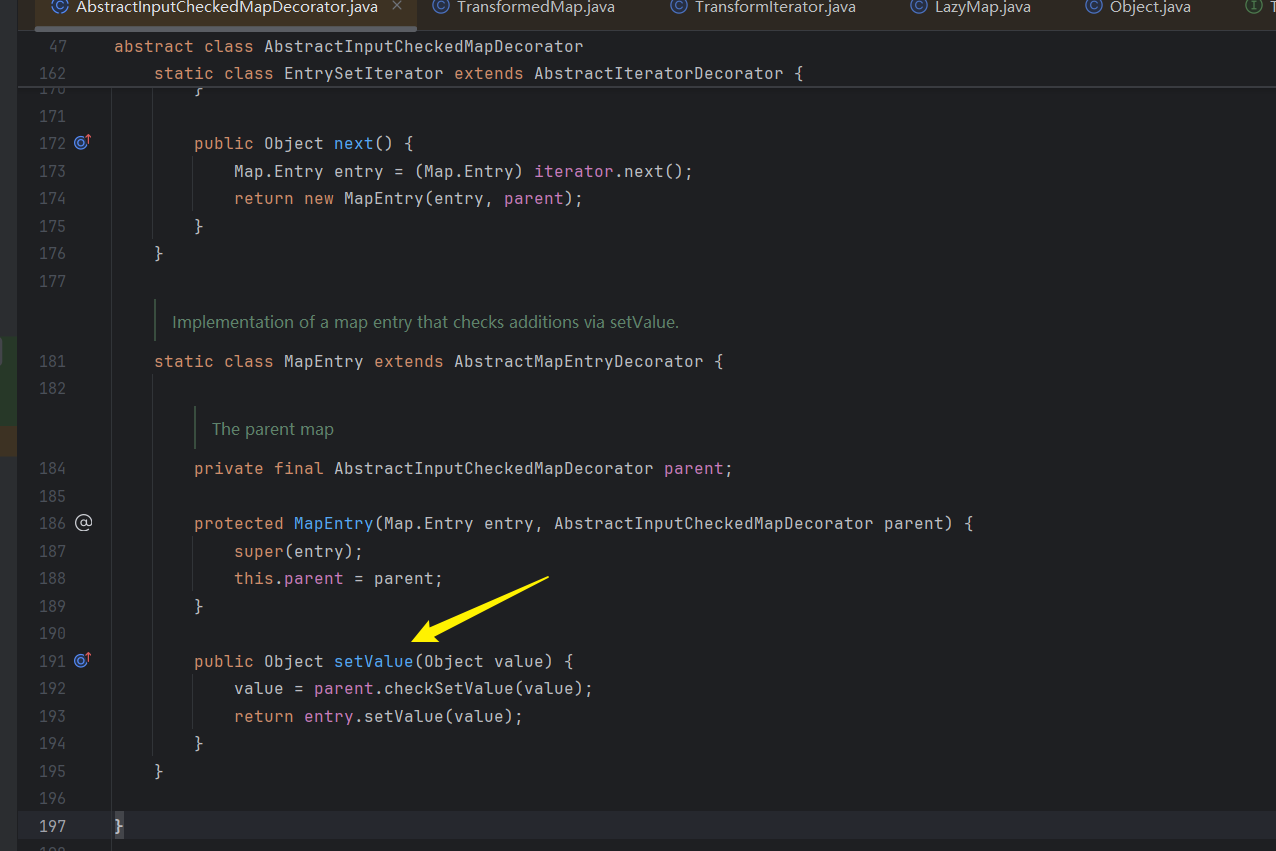 AbstractInputCheckedMapDecorator.java × TransformedMap.java TransformIterator.java LazyMap.java Object.java
47 abstract class AbstractInputCheckedMapDecorator
162 static class EntrySetIterator extends AbstractIteratorDecorator {
170 }
171
172 public Object next() {
173 Map.Entry entry = (Map.Entry) iterator.next();
174 return new MapEntry(entry, parent);
175 }
176 }
177
Implementation of a map entry that checks additions via setValue.
181 static class MapEntry extends AbstractMapEntryDecorator {
182
The parent map
184 private final AbstractInputCheckedMapDecorator parent;
185
186 @ protected MapEntry(Map.Entry entry, AbstractInputCheckedMapDecorator parent) {
187 super(entry);
188 this.parent = parent;
189 }
190
191 public Object setValue(Object value) {
192 value = parent.checkSetValue(value);
193 return entry.setValue(value);
194 }
195 }
196
197 }